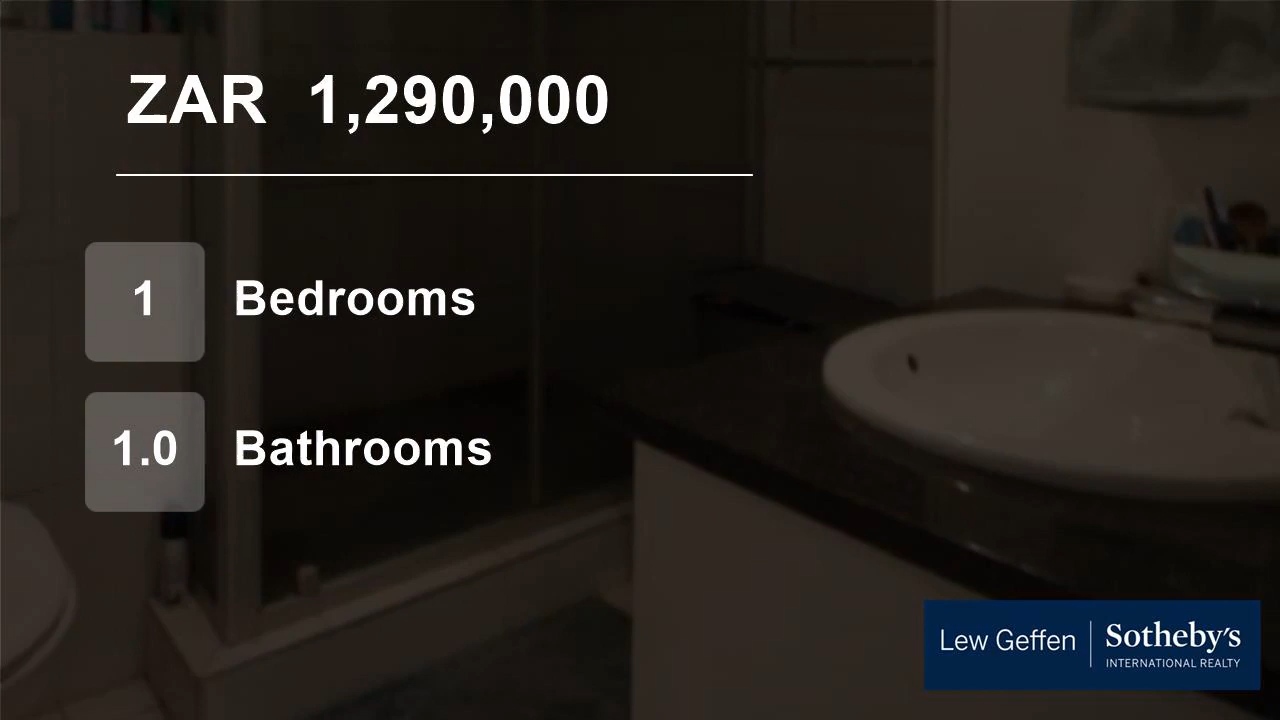 ZAR 1,290,000
1 Bedrooms
1.0 Bathrooms
Lew Geffen
Sotheby's
INTERNATIONAL REALTY